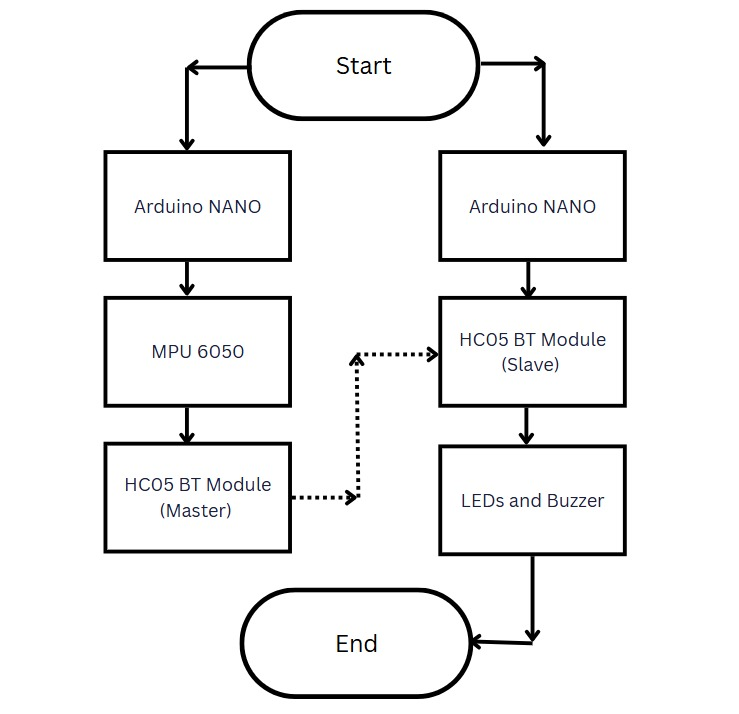 Start
Arduino NANO
Arduino NANO
MPU 6050
HC05 BT Module
(Slave)
HC05 BT Module
(Master)
LEDs and Buzzer
End